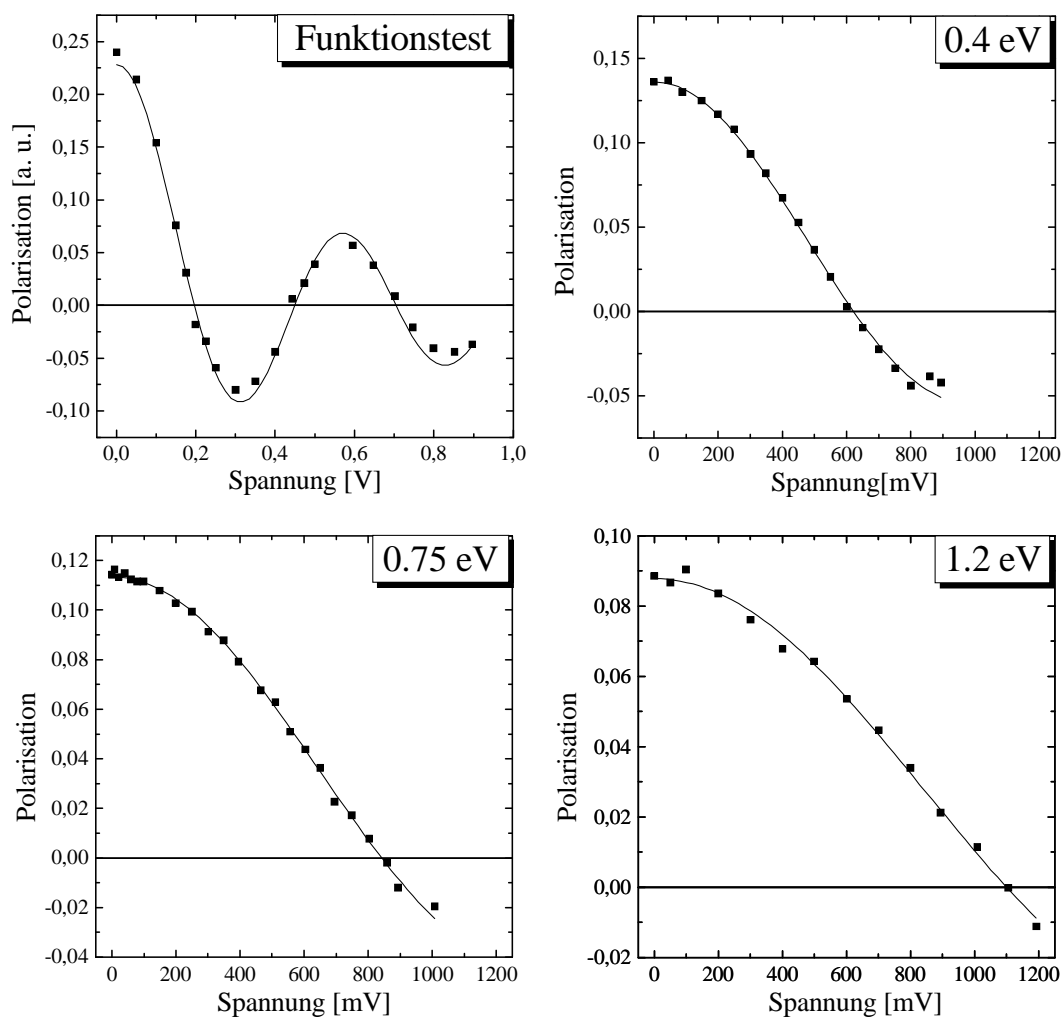 Funktionstest
0,25
0,20
0,15
0,10
0,05
0,00
-0,05
-0,10
Polarisation [a. u.]
0,0 0,2 0,4 0,6 0,8 1,0
Spannung [V]
0.4 eV
0,15
0,10
0,05
0,00
-0,05
Polarisation
0 200 400 600 800 1000 1200
Spannung[mV]
0.75 eV
0,12
0,10
0,08
0,06
0,04
0,02
0,00
-0,02
-0,04
Polarisation
0 200 400 600 800 1000 1200
Spannung [mV]
1.2 eV
0,10
0,08
0,06
0,04
0,02
0,00
-0,02
Polarisation
0 200 400 600 800 1000 1200
Spannung [mV]